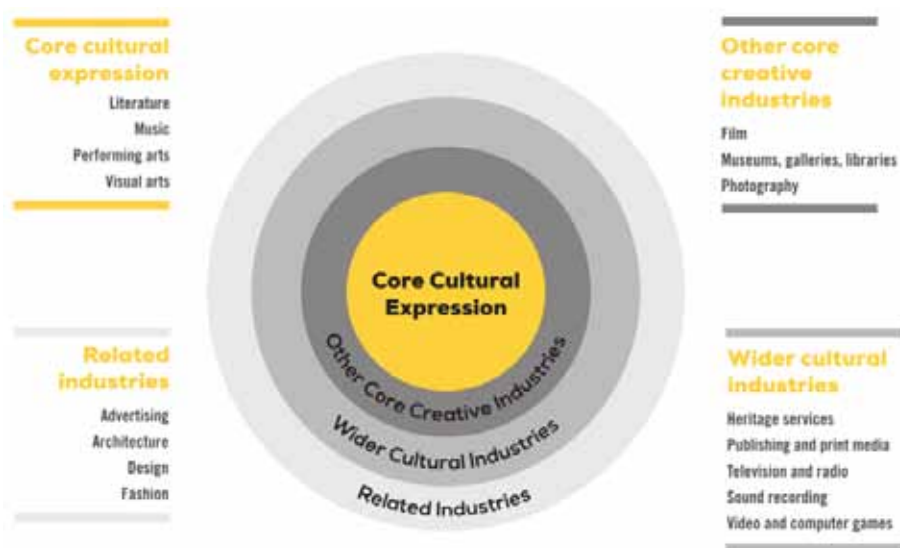 Core cultural
expression
Literature
Music
Performing arts
Visual arts
Other core
creative
industries
Film
Museums, galleries, libraries
Photography
Core Cultural
Expression
Other Core Creative Industries
Wider Cultural Industries
Related Industries
Related
industries
Advertising
Architecture
Design
Fashion
Wider cultural
industries
Heritage services
Publishing and print media
Television and radio
Sound recording
Video and computer games